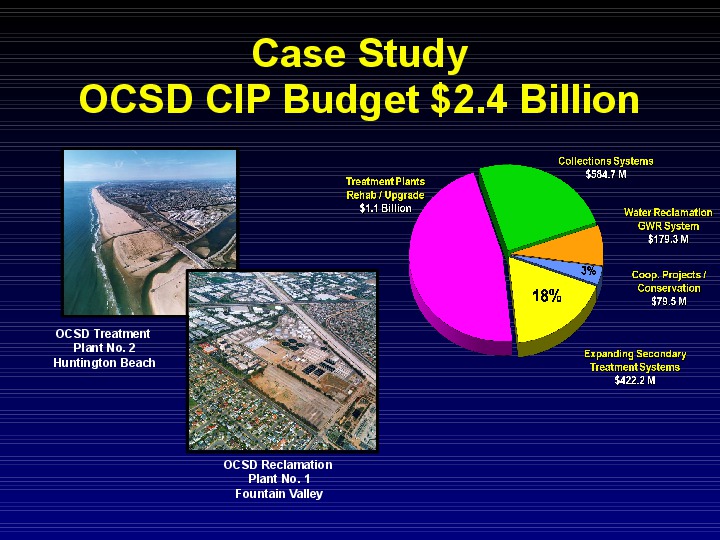 Case Study
OCSD CIP Budget $2.4 Billion
Treatment Plants
Rehab / Upgrade
$1.1 Billion
Collections Systems
$584.7 M
Water Reclamation
GWR System
$179.3 M
3%
Coop. Projects /
Conservation
$79.5 M
18%
Expanding Secondary
Treatment Systems
$422.2 M
OCSD Treatment
Plant No. 2
Huntington Beach
OCSD Reclamation
Plant No. 1
Fountain Valley